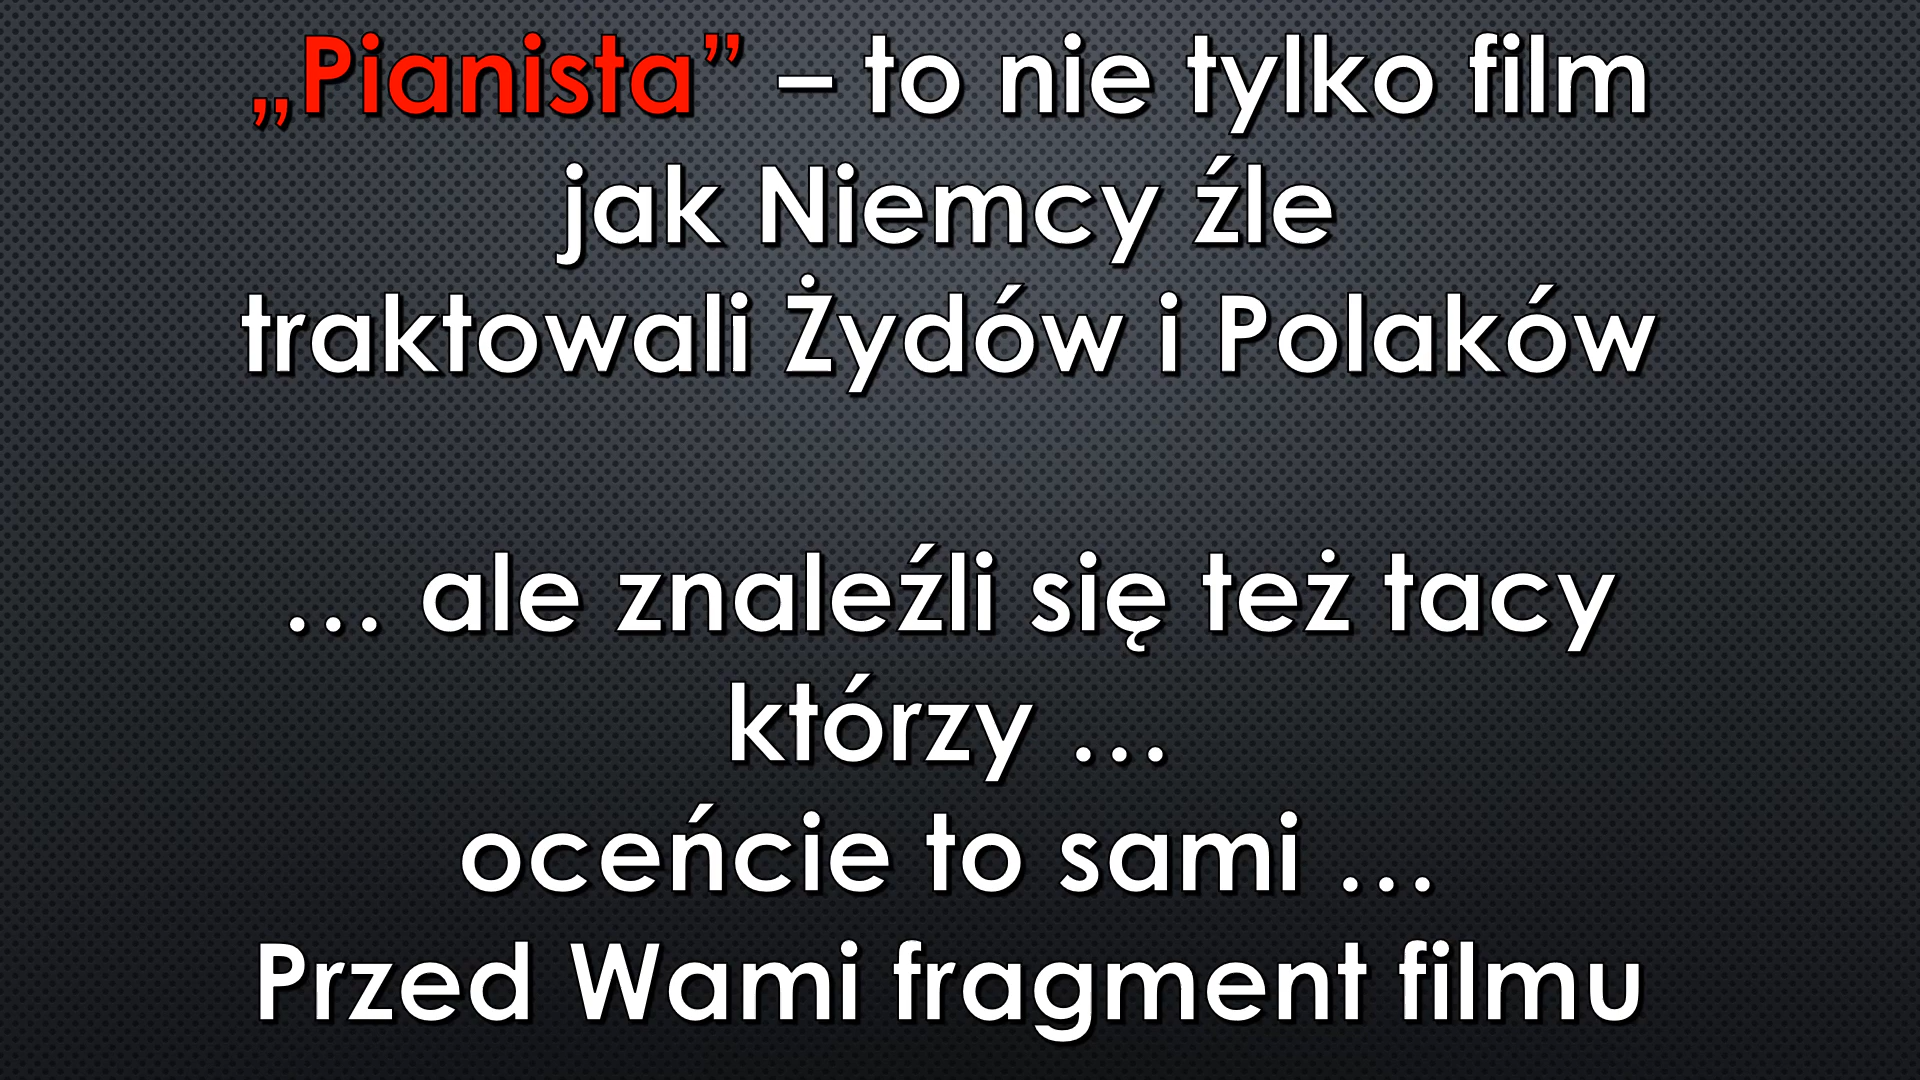 „Pianista” – to nie tylko film
jak Niemcy źle
traktowali Żydów i Polaków
… ale znaleźli się też tacy
którzy …
oceńcie to sami …
Przed Wami fragment filmu